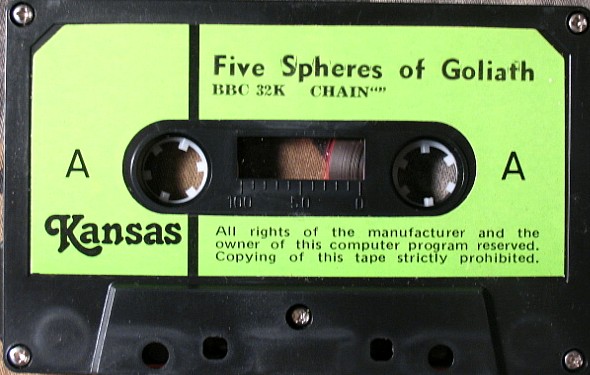 Five Spheres of Goliath
BBC 32K CHAIN“”
A
A
100 50 0
Kansas
All rights of the manufacturer and the
owner of this computer program reserved.
Copying of this tape strictly prohibited.